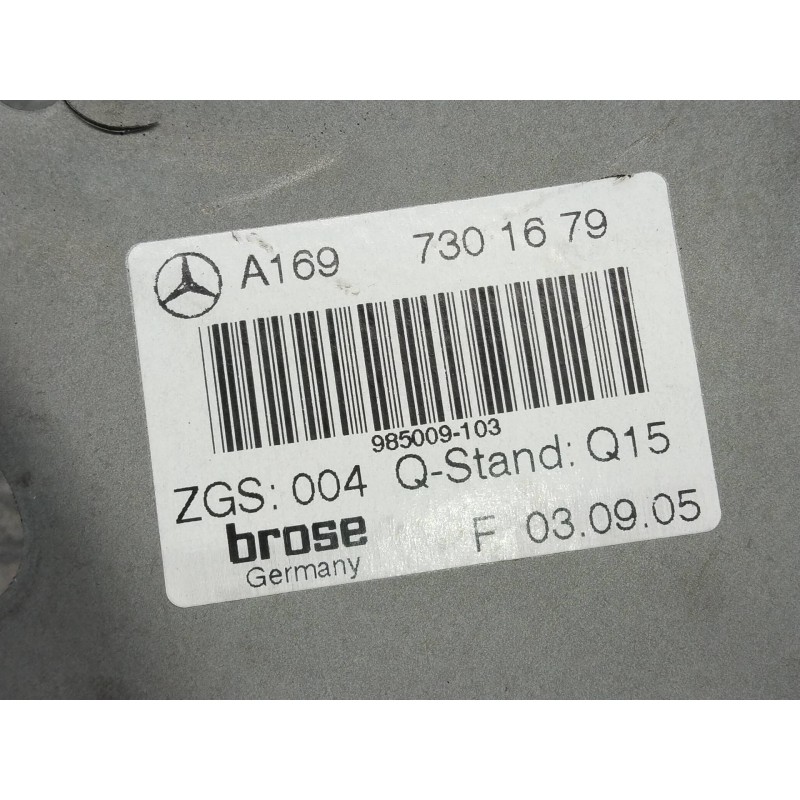 A169 730 16 79
985009-103
ZGS: 004 Q-Stand: Q15
brose F 03.09.05
Germany